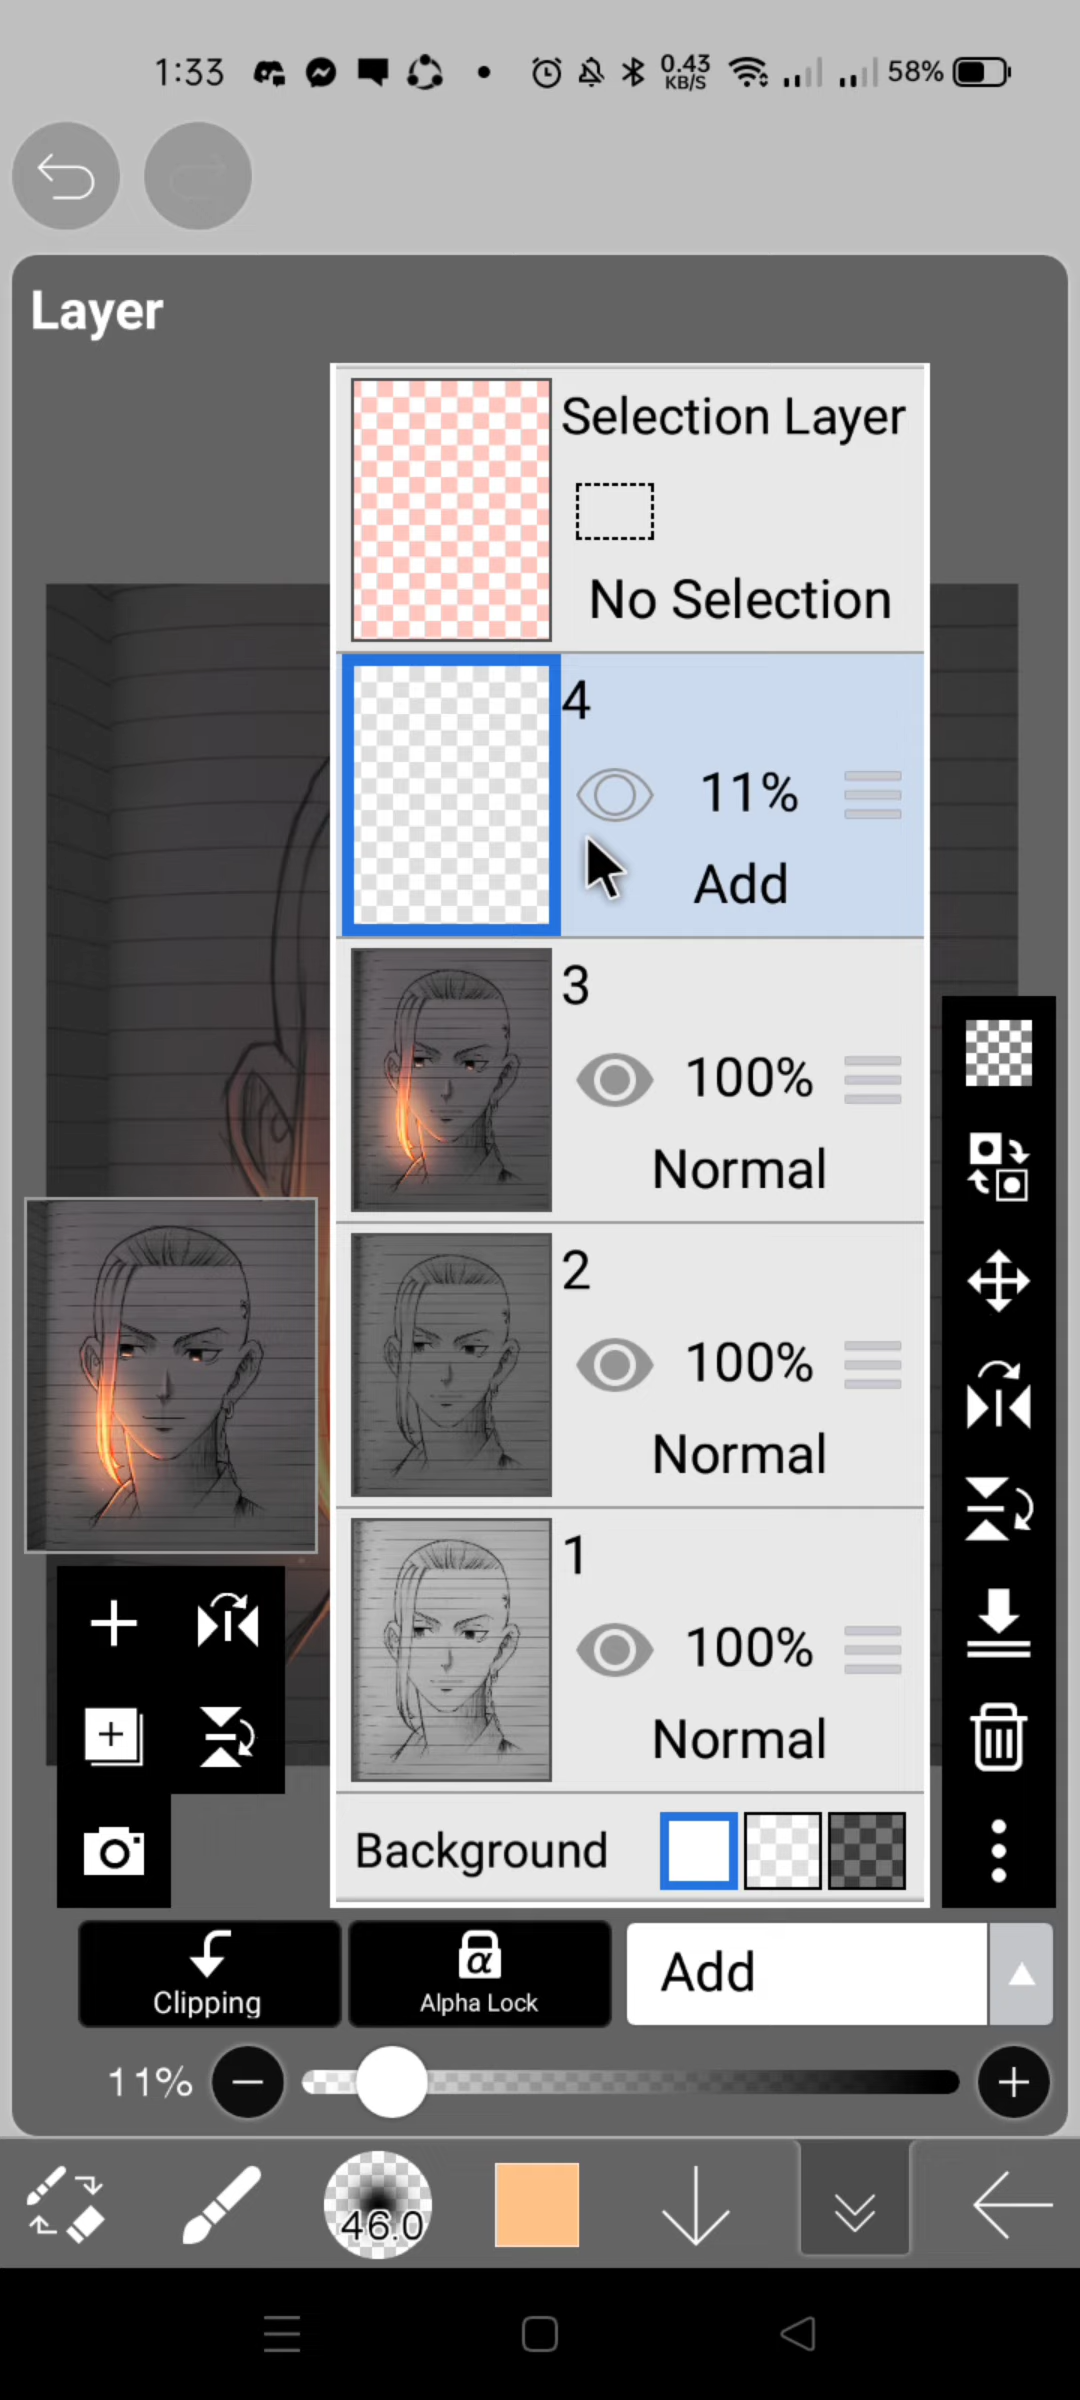 1:33 0.43 KB/S 58%
Layer
Selection Layer
No Selection
4
11%
Add
3
100%
Normal
2
100%
Normal
1
100%
Normal
Background
Clipping
α
Alpha Lock
Add
11%
46.0